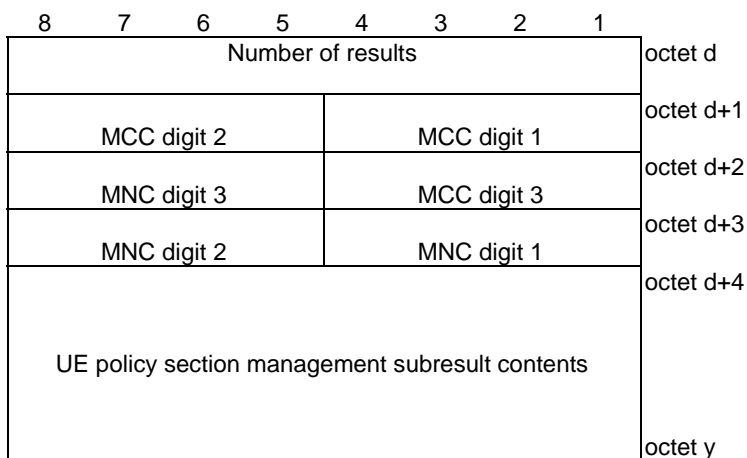 8 7 6 5 4 3 2 1
Number of results octet d
octet d+1
MCC digit 2 MCC digit 1
octet d+2
MNC digit 3 MCC digit 3
octet d+3
MNC digit 2 MNC digit 1
octet d+4
UE policy section management subresult contents
octet y